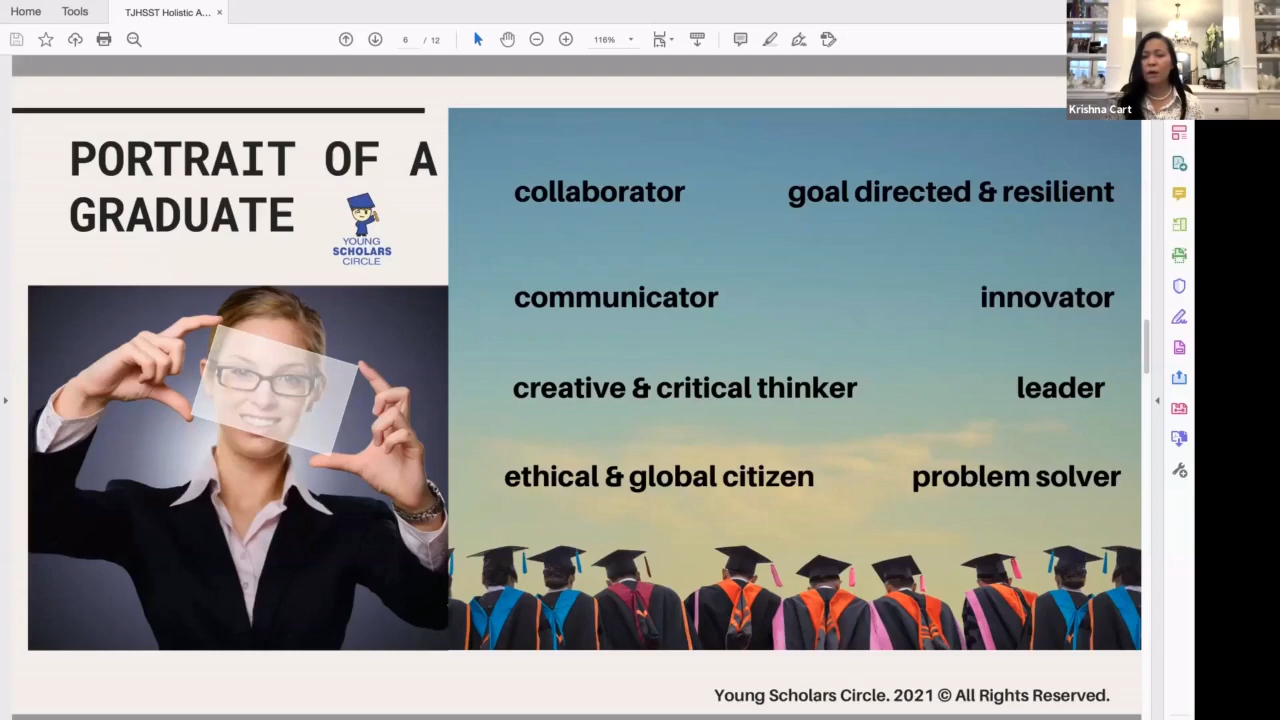 Home Tools TJHSST Holistic A... ×
6 / 12 116%
Krishna Cart
PORTRAIT OF A
GRADUATE
YOUNG
SCHOLARS
CIRCLE
collaborator goal directed & resilient
communicator innovator
creative & critical thinker leader
ethical & global citizen problem solver
Young Scholars Circle. 2021 © All Rights Reserved.